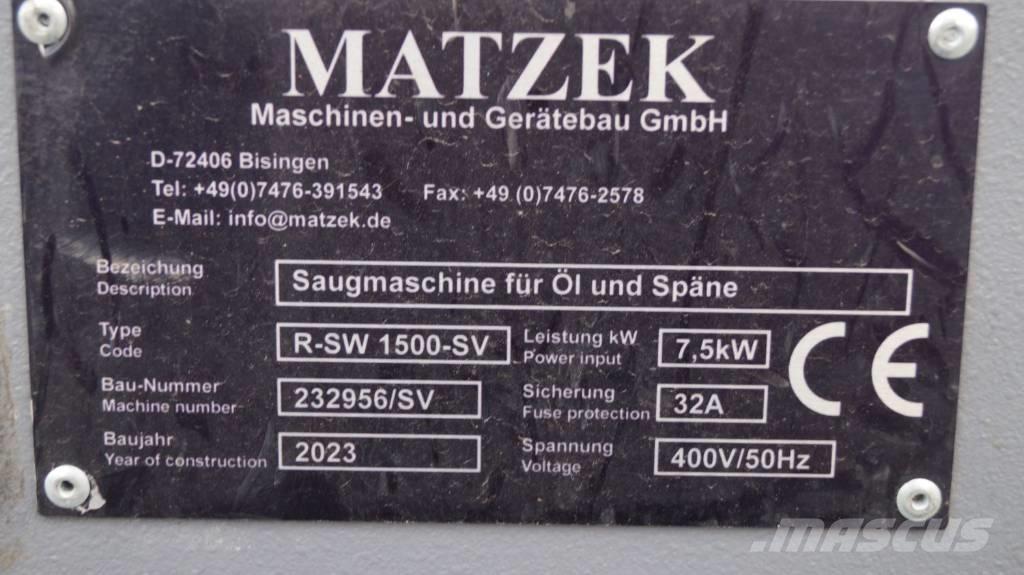 MATZEK
Maschinen- und Gerätebau GmbH
D-72406 Bisingen
Tel: +49(0)7476-391543 Fax: +49 (0)7476-2578
E-Mail: info@matzek.de
Bezeichung
Description
Saugmaschine für Öl und Späne
Type
Code
R-SW 1500-SV
Leistung kW
Power input
7,5kW
Bau-Nummer
Machine number
232956/SV
Sicherung
Fuse protection
32A
Baujahr
Year of construction
2023
Spannung
Voltage
400V/50Hz
CE
mascus